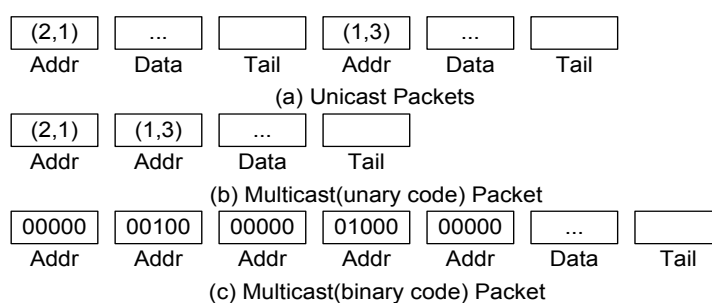 (2,1) ... (1,3) ...
Addr Data Tail Addr Data Tail
(a) Unicast Packets
(2,1) (1,3) ...
Addr Addr Data Tail
(b) Multicast(unary code) Packet
00000 00100 00000 01000 00000 ...
Addr Addr Addr Addr Addr Data Tail
(c) Multicast(binary code) Packet